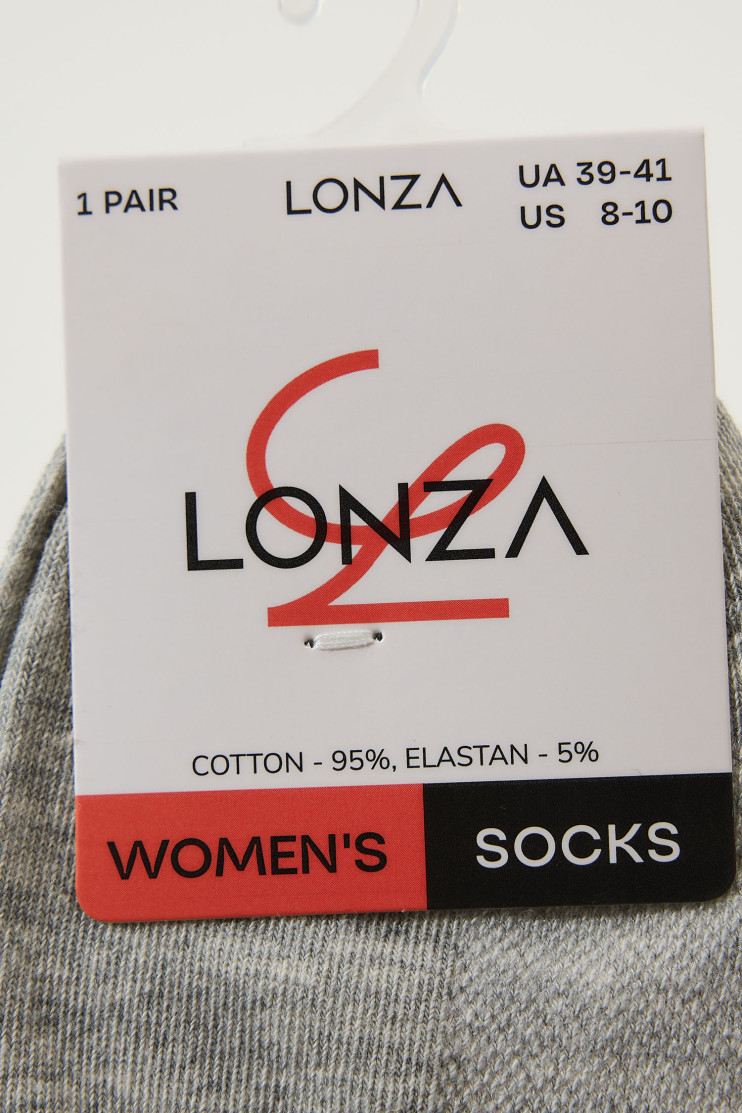 1 PAIR
LONZA
UA 39-41
US 8-10
LONZA
COTTON - 95%, ELASTAN - 5%
WOMEN'S
SOCKS